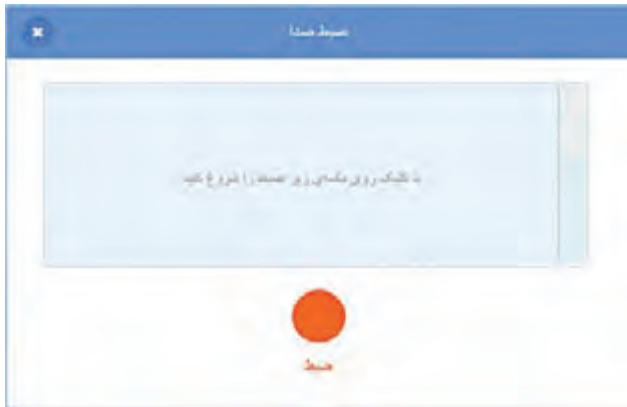 ضبط صدا
با کلیک روی دکمه‌ی زیر ضبط را شروع کنید
ضبط